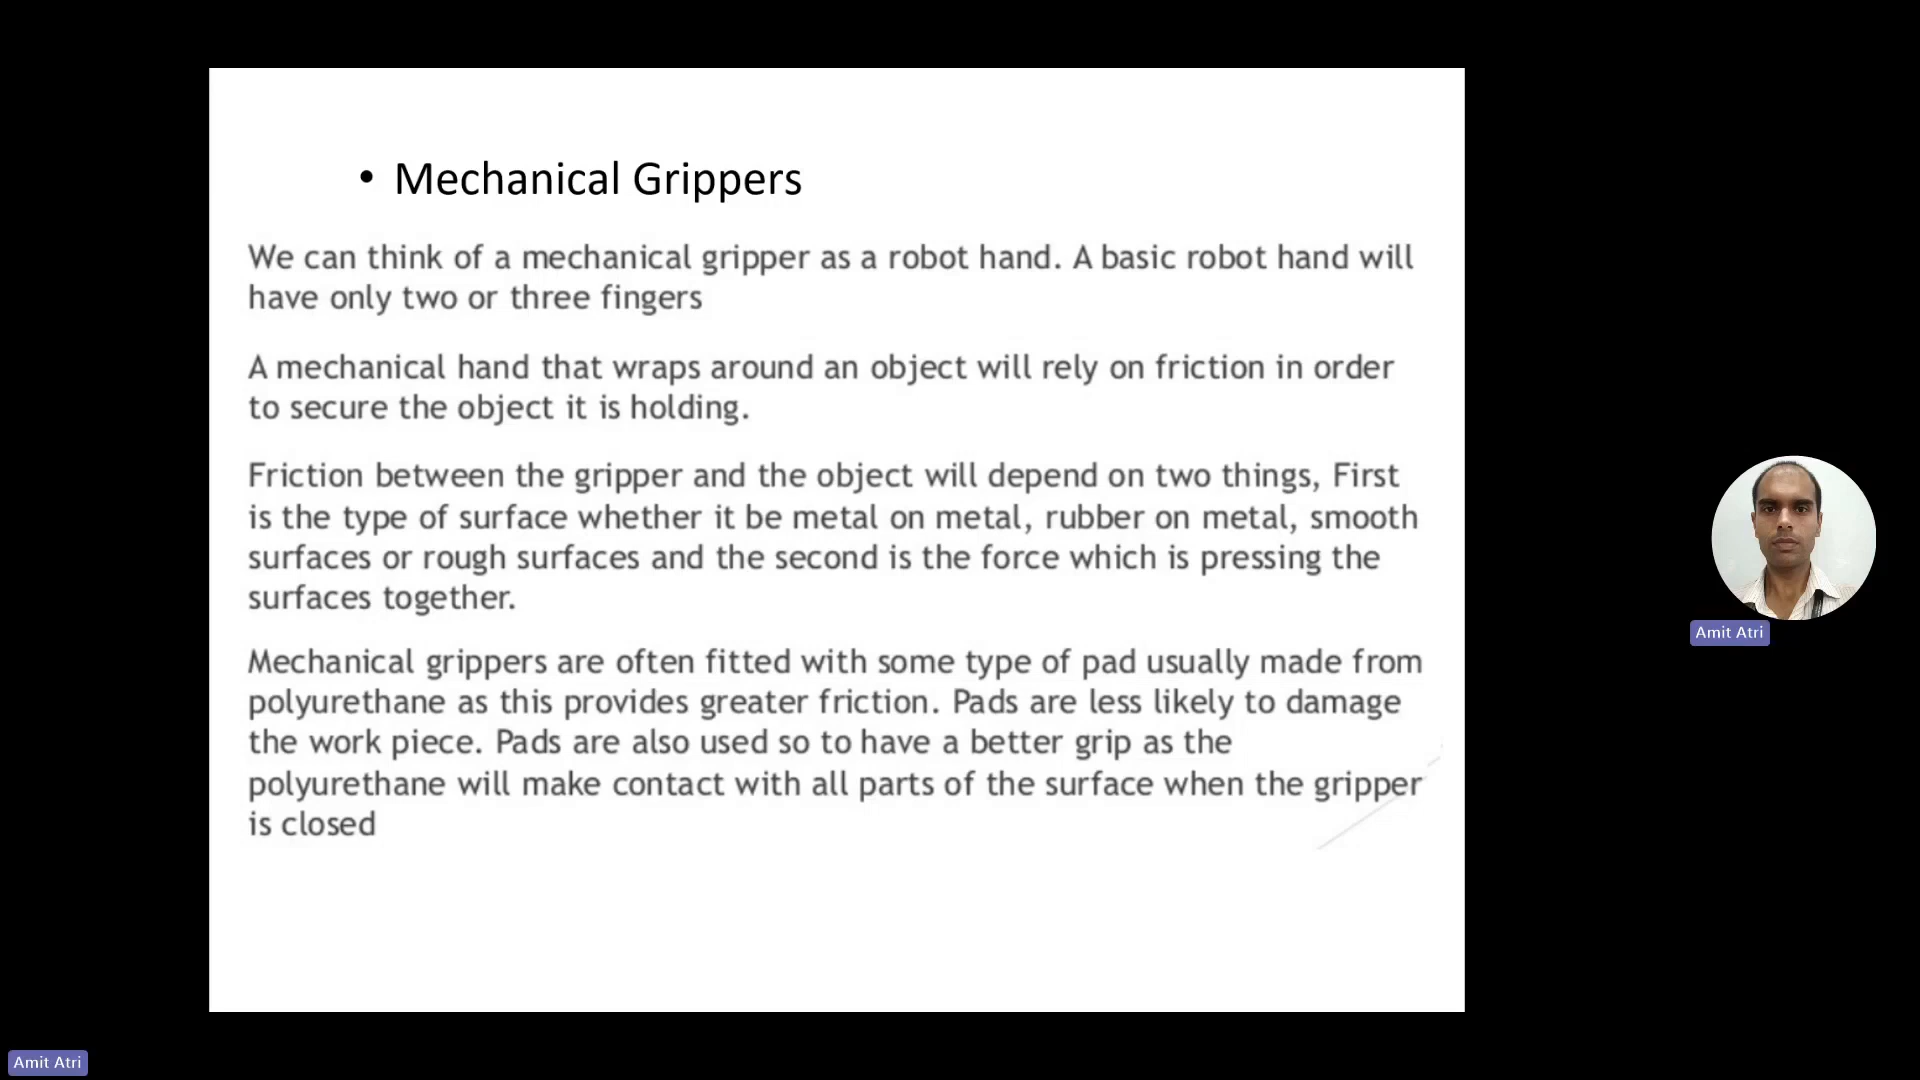 • Mechanical Grippers
We can think of a mechanical gripper as a robot hand. A basic robot hand will
have only two or three fingers
A mechanical hand that wraps around an object will rely on friction in order
to secure the object it is holding.
Friction between the gripper and the object will depend on two things, First
is the type of surface whether it be metal on metal, rubber on metal, smooth
surfaces or rough surfaces and the second is the force which is pressing the
surfaces together.
Mechanical grippers are often fitted with some type of pad usually made from
polyurethane as this provides greater friction. Pads are less likely to damage
the work piece. Pads are also used so to have a better grip as the
polyurethane will make contact with all parts of the surface when the gripper
is closed
Amit Atri
Amit Atri